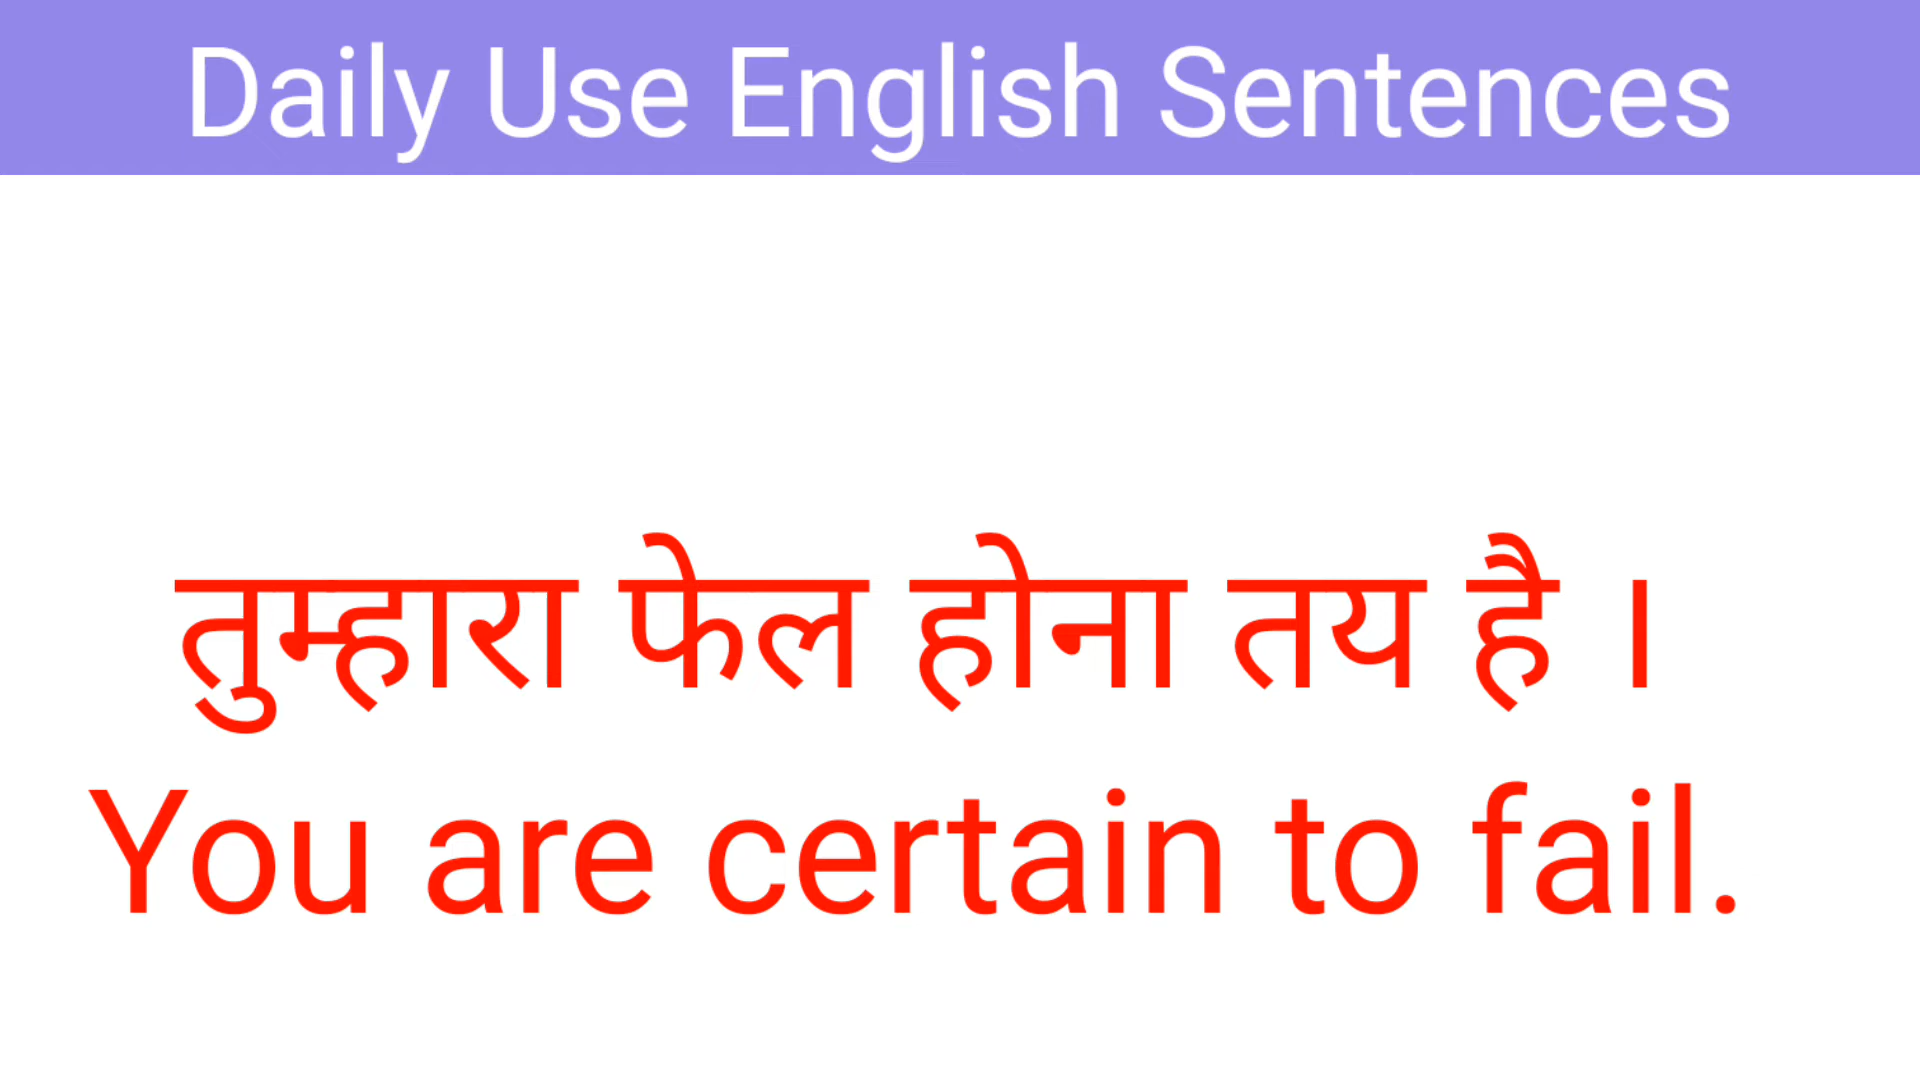 Daily Use English Sentences
तुम्हारा फेल होना तय है ।
You are certain to fail.